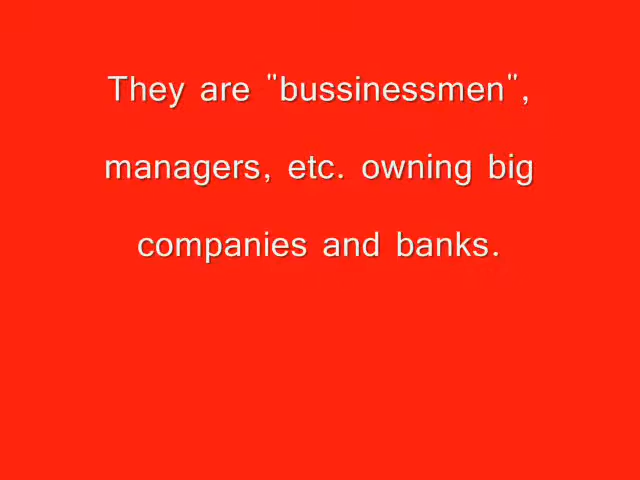 They are "bussinessmen",
managers, etc. owning big
companies and banks.